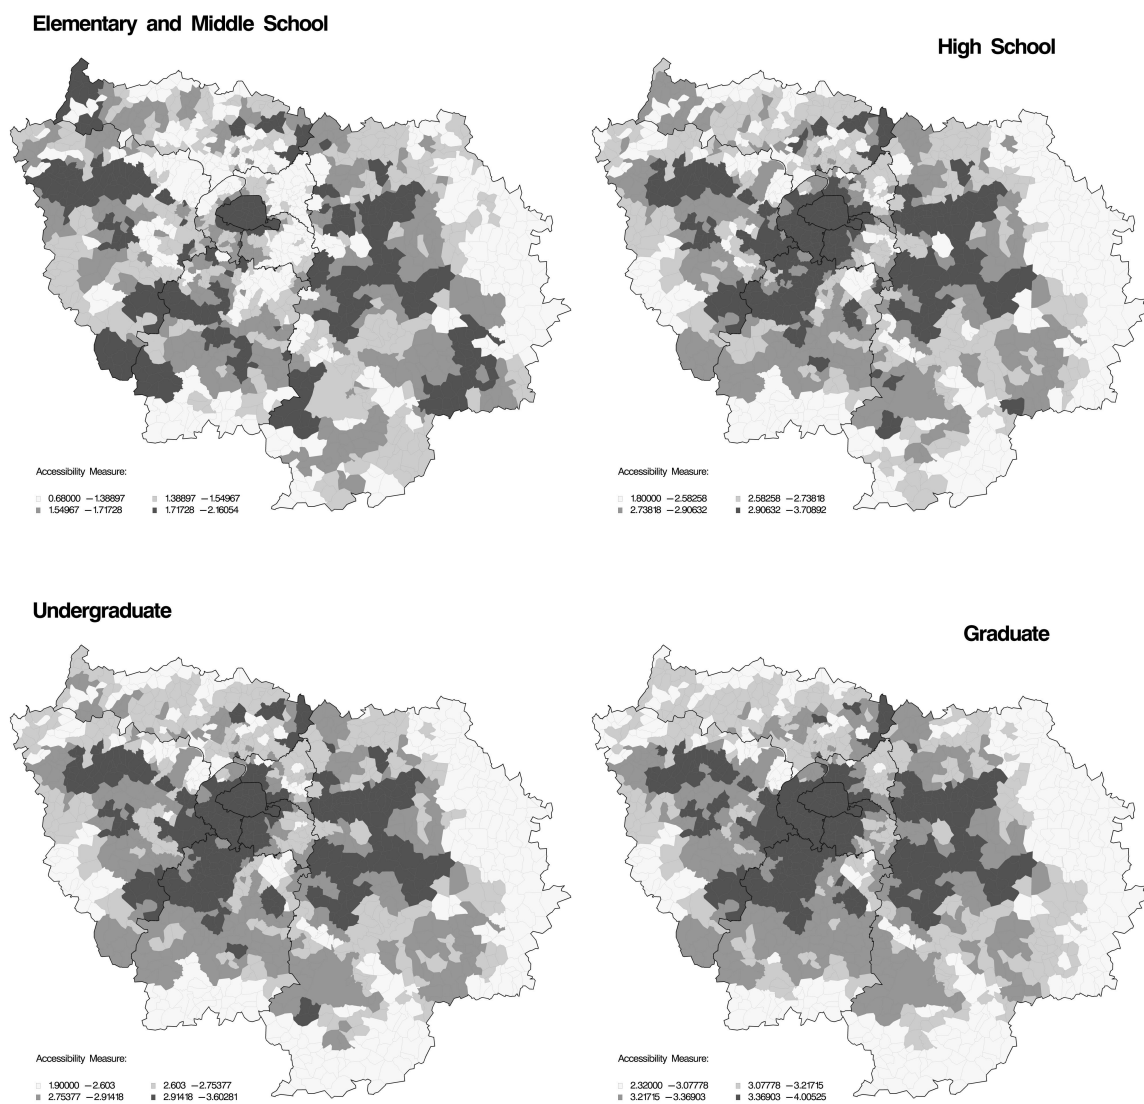 Elementary and Middle School
High School
Accessibility Measure:
0.68000 – 1.38897 1.38897 – 1.54967
1.54967 – 1.71728 1.71728 – 2.16054
Accessibility Measure:
1.80000 – 2.58258 2.58258 – 2.73818
2.73818 – 2.90632 2.90632 – 3.70892
Undergraduate
Graduate
Accessibility Measure:
1.90000 – 2.603 2.603 – 2.75377
2.75377 – 2.91418 2.91418 – 3.60281
Accessibility Measure:
2.32000 – 3.07778 3.07778 – 3.21715
3.21715 – 3.36903 3.36903 – 4.00525